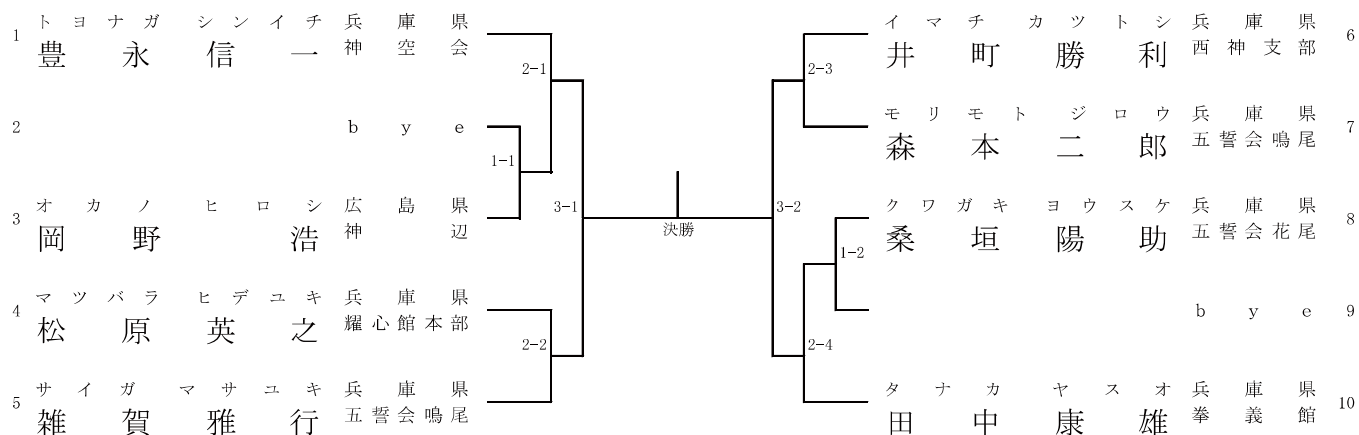 トヨナガ シンイチ 兵庫県
1 豊永信一 神空会
2-1
2 bye
1-1
オカノ ヒロシ 広島県
3 岡野浩 神辺
3-1
マツバラ ヒデユキ 兵庫県
4 松原英之 耀心館本部
2-2
サイガ マサユキ 兵庫県
5 雑賀雅行 五誓会鳴尾
決勝
イマチ カツトシ 兵庫県
井町勝利 西神支部 6
2-3
モリモト ジロウ 兵庫県
森本二郎 五誓会鳴尾 7
3-2
クワガキ ヨウスケ 兵庫県
桑垣陽助 五誓会花尾 8
1-2
bye 9
2-4
タナカ ヤスオ 兵庫県
田中康雄 拳義館 10